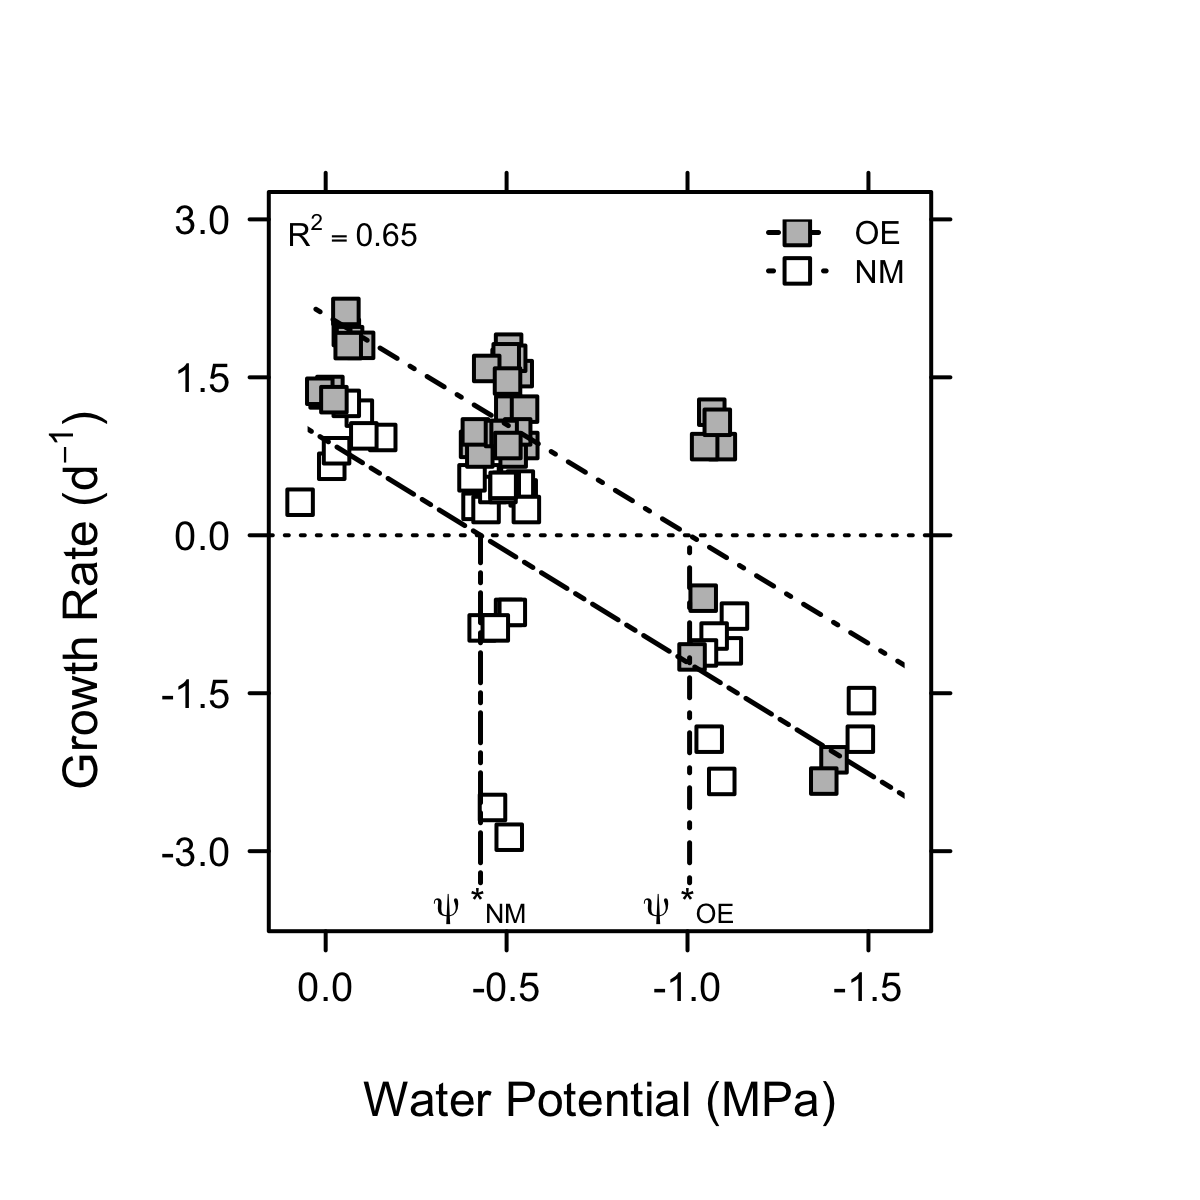 R² = 0.65
OE
NM
3.0
1.5
0.0
-1.5
-3.0
Growth Rate (d⁻¹)
ψ*NM
ψ*OE
0.0 -0.5 -1.0 -1.5
Water Potential (MPa)